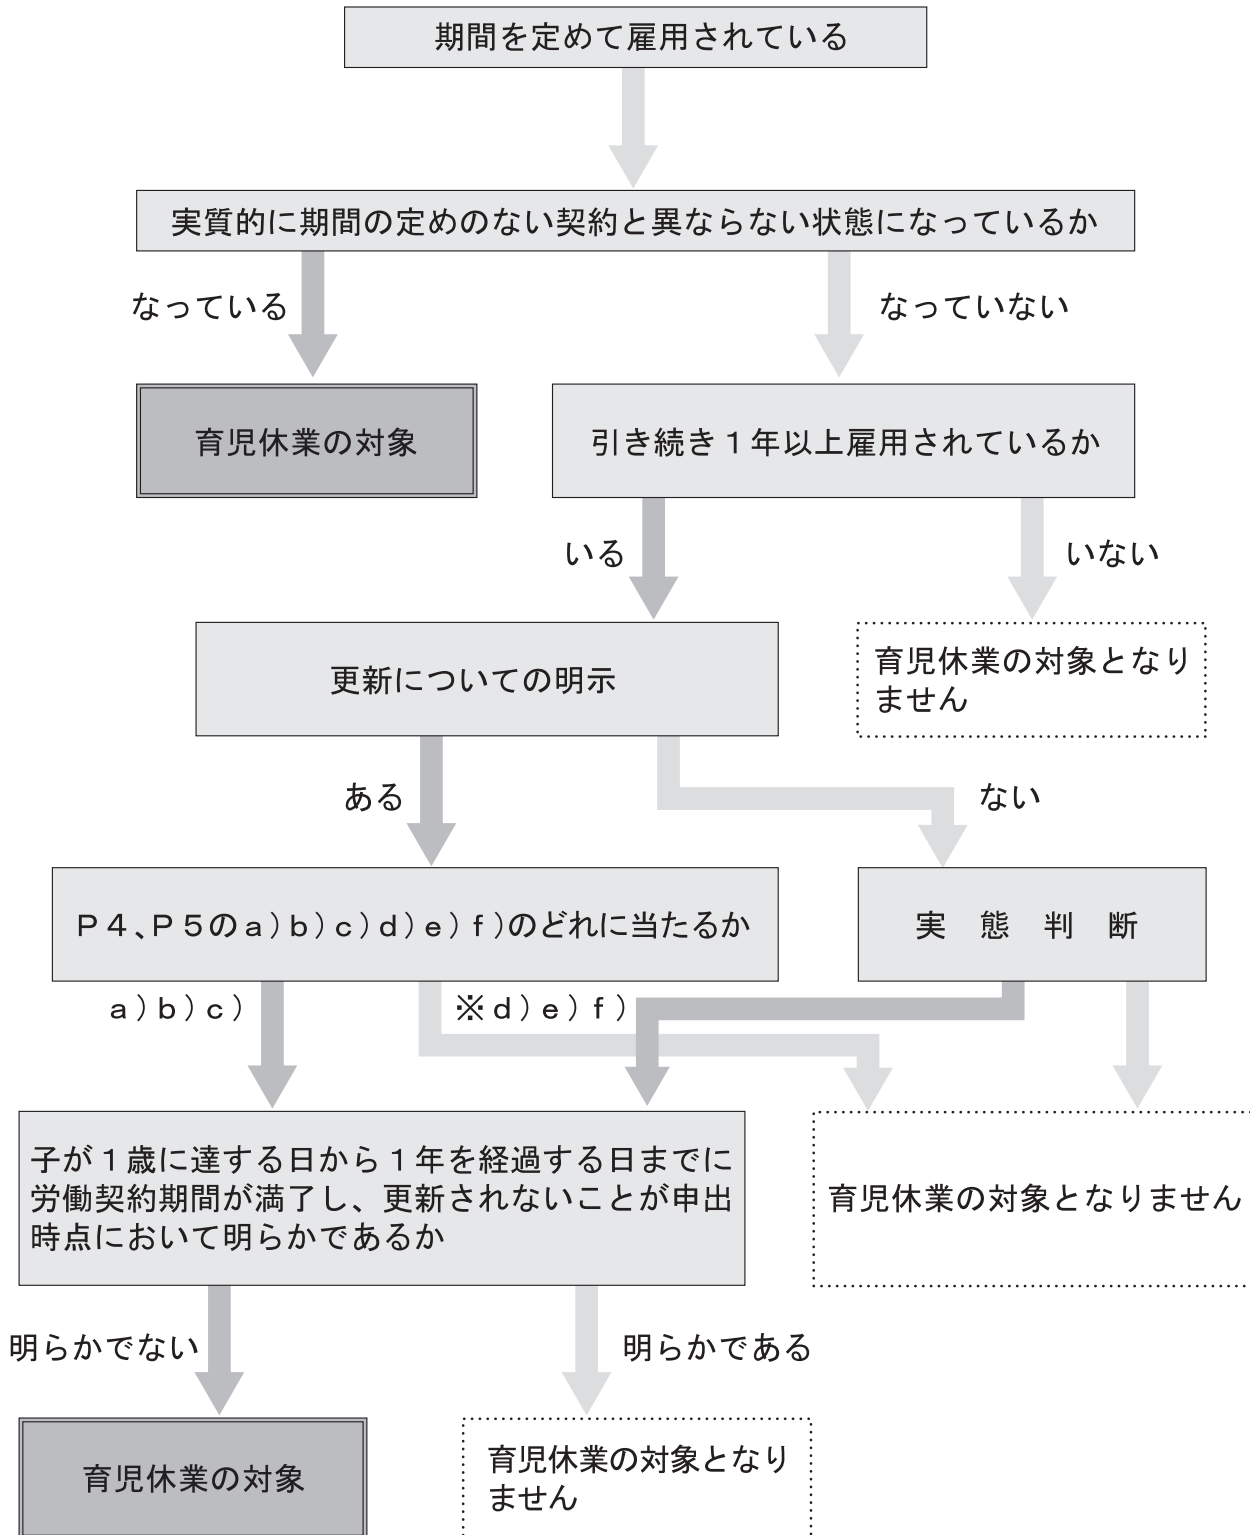 期間を定めて雇用されている
実質的に期間の定めのない契約と異ならない状態になっているか
なっている
なっていない
育児休業の対象
引き続き１年以上雇用されているか
いる
いない
更新についての明示
育児休業の対象となり
ません
ある
ない
Ｐ４、Ｐ５のａ）ｂ）ｃ）ｄ）ｅ）ｆ）のどれに当たるか
実　態　判　断
ａ）ｂ）ｃ）
※ｄ）ｅ）ｆ）
子が１歳に達する日から１年を経過する日までに
労働契約期間が満了し、更新されないことが申出
時点において明らかであるか
育児休業の対象となりません
明らかでない
明らかである
育児休業の対象
育児休業の対象となり
ません